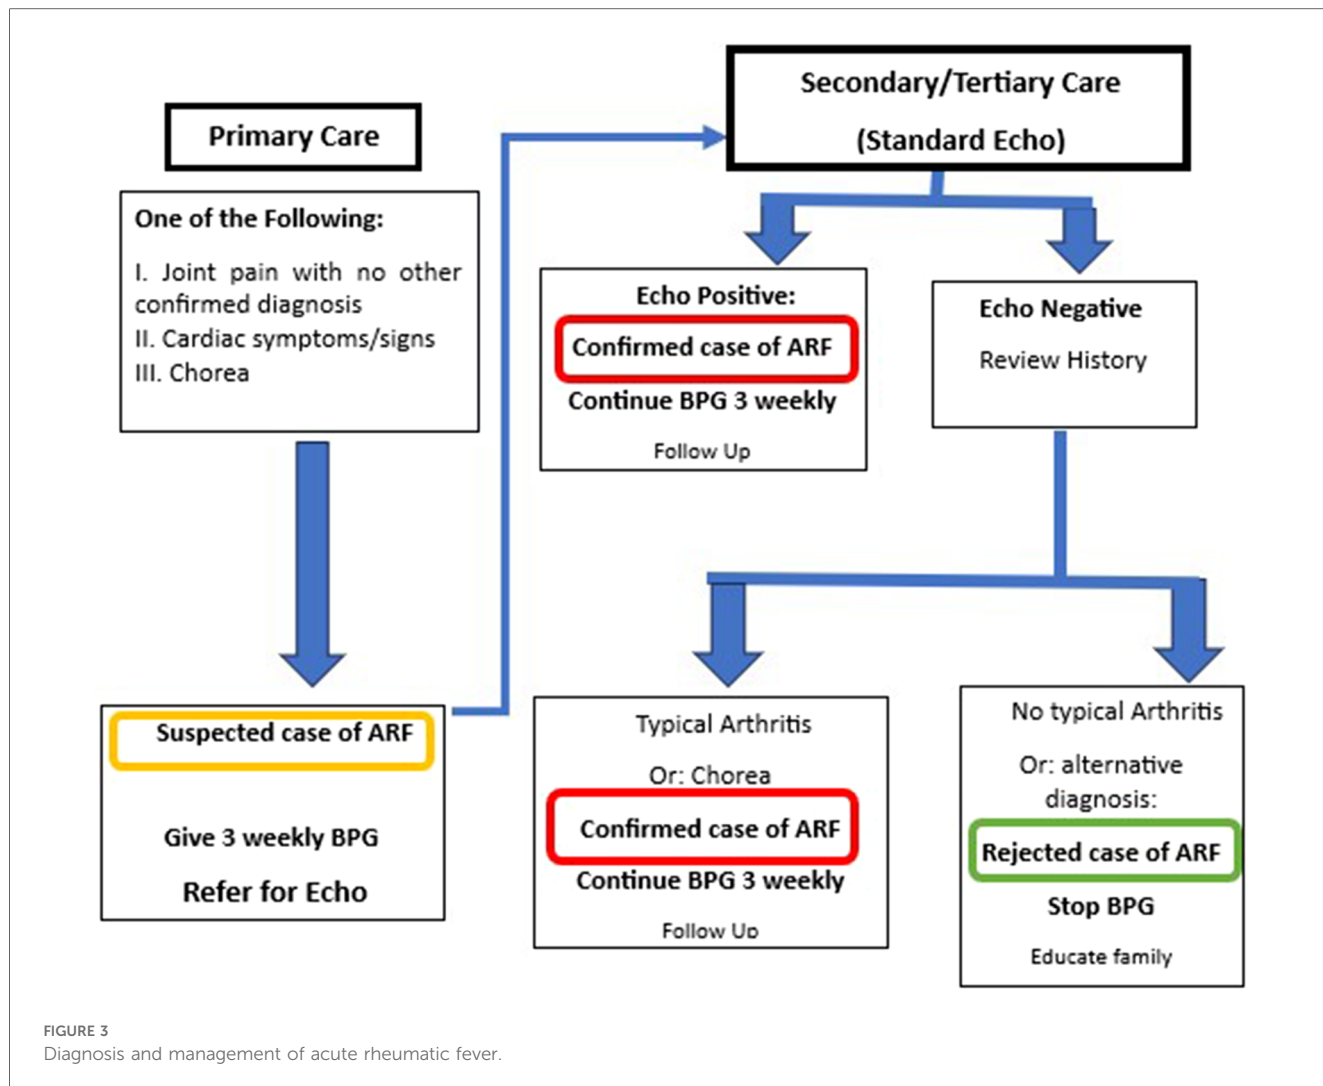 Primary Care
One of the Following:
I. Joint pain with no other
confirmed diagnosis
II. Cardiac symptoms/signs
III. Chorea
Suspected case of ARF
Give 3 weekly BPG
Refer for Echo
Secondary/Tertiary Care
(Standard Echo)
Echo Positive:
Confirmed case of ARF
Continue BPG 3 weekly
Follow Up
Echo Negative
Review History
Typical Arthritis
Or: Chorea
Confirmed case of ARF
Continue BPG 3 weekly
Follow Up
No typical Arthritis
Or: alternative
diagnosis:
Rejected case of ARF
Stop BPG
Educate family
FIGURE 3
Diagnosis and management of acute rheumatic fever.